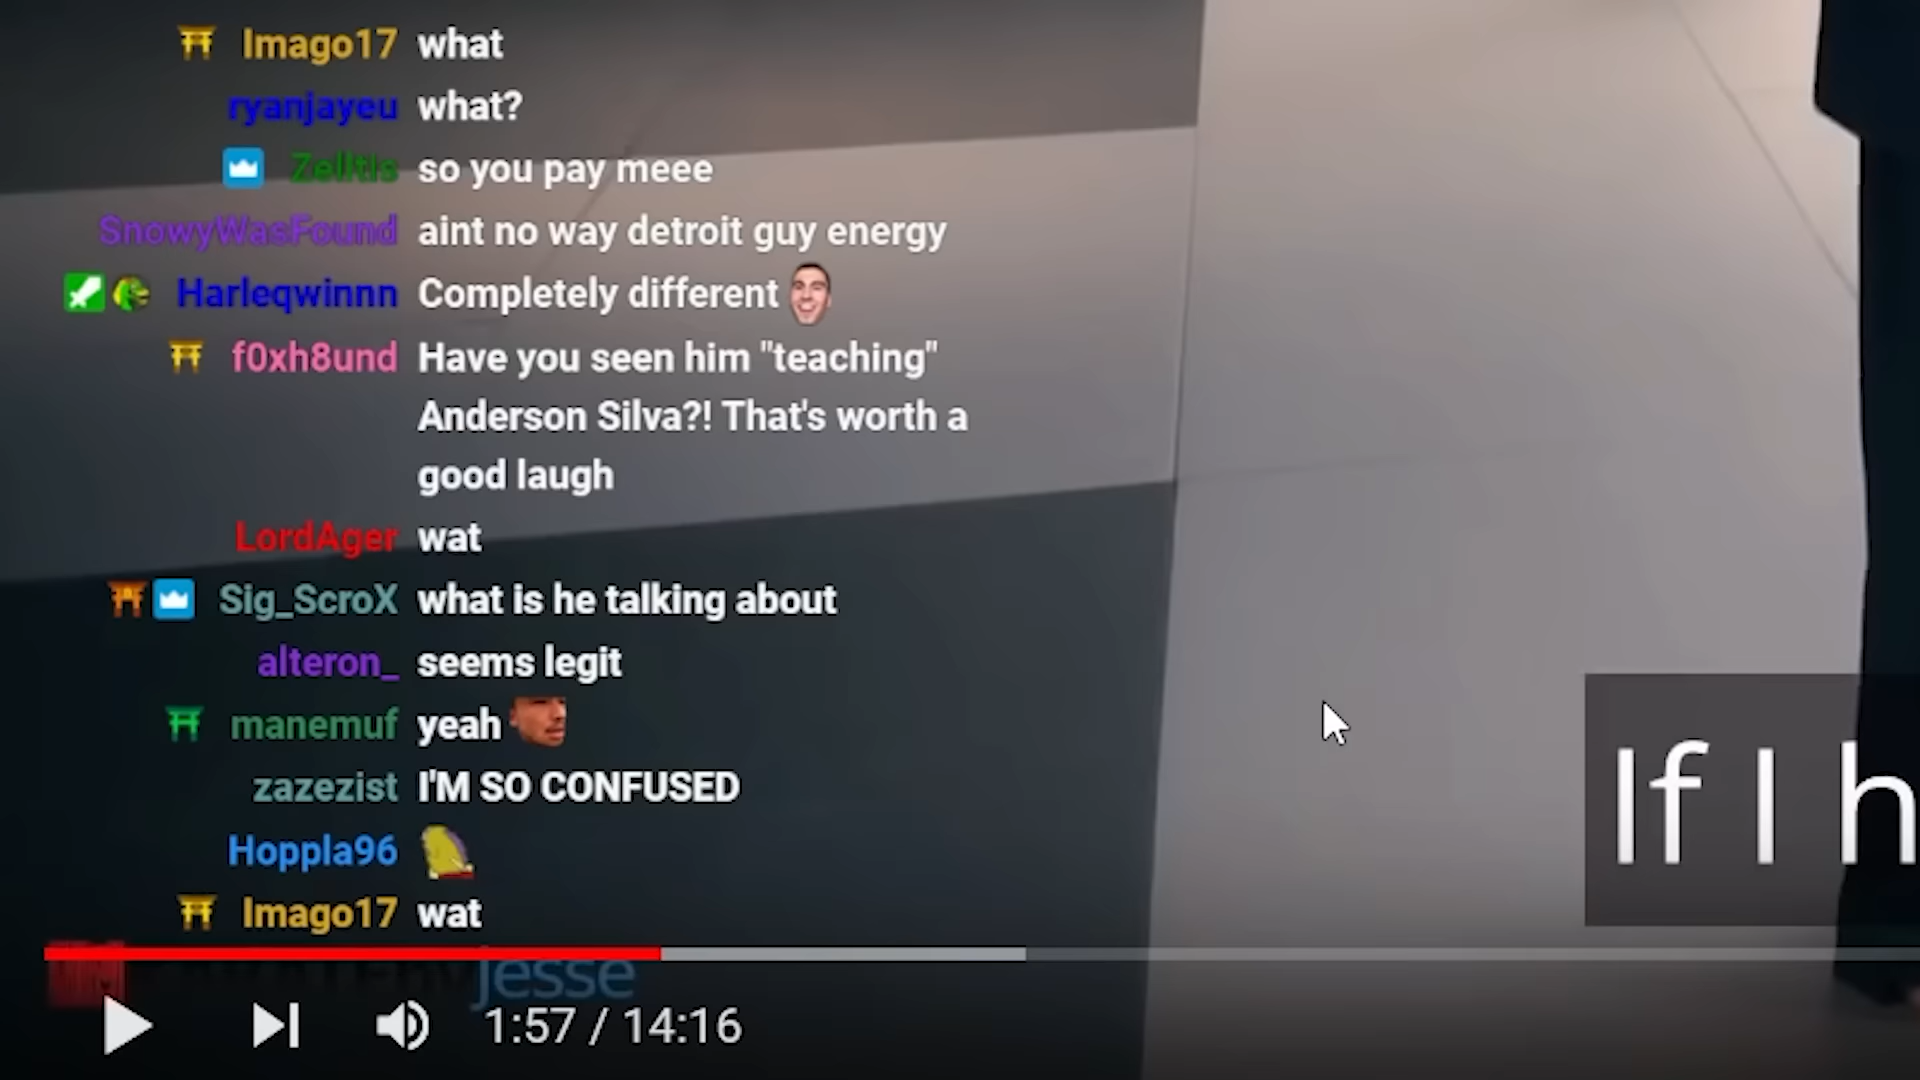 Imago17 what
ryanjayeu what?
Zelltis so you pay meee
SnowyWasFound aint no way detroit guy energy
Harleqwinnn Completely different
f0xh8und Have you seen him "teaching"
Anderson Silva?! That's worth a
good laugh
LordAger wat
Sig_ScroX what is he talking about
alteron_ seems legit
manemuf yeah
zazezist I'M SO CONFUSED
Hoppla96
Imago17 wat
If I h
jesse
1:57 / 14:16